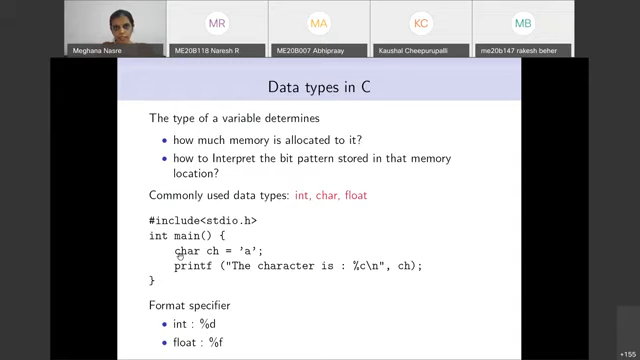 MR
MA
KC
MB
Meghana Nasre
ME20B118 Naresh R
ME20B007 Abhipraay
Kaushal Cheepurupalli
me20b147 rakesh beher
Data types in C
The type of a variable determines
• how much memory is allocated to it?
• how to Interpret the bit pattern stored in that memory
location?
Commonly used data types: int, char, float
#include<stdio.h>
int main() {
char ch = 'a';
printf ("The character is : %c\n", ch);
}
Format specifier
• int : %d
• float : %f
+155